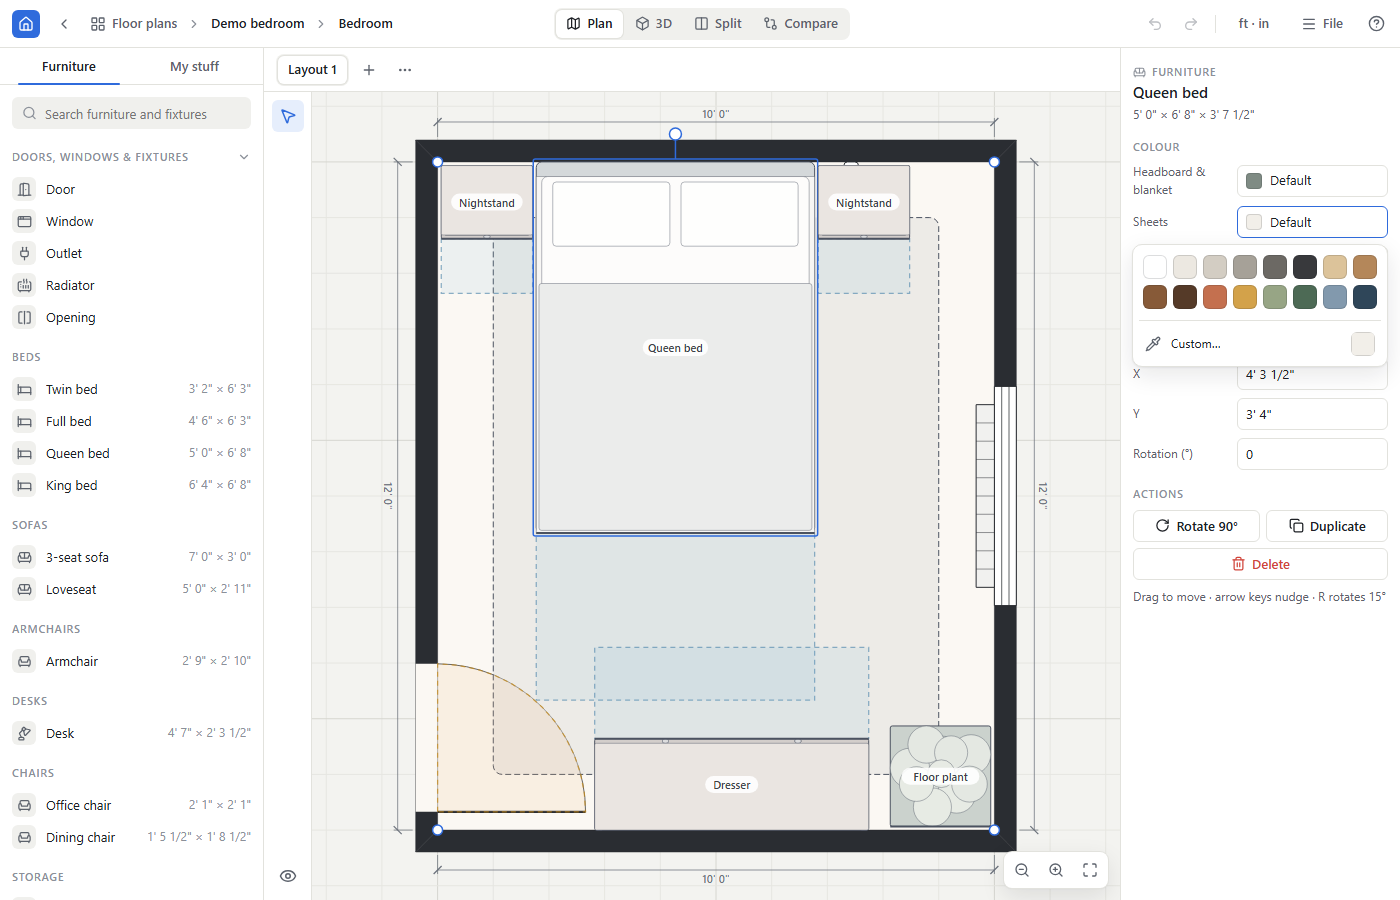 Floor plans
Demo bedroom
Bedroom
Plan
3D
Split
Compare
ft · in
File
Furniture
My stuff
Search furniture and fixtures
DOORS, WINDOWS & FIXTURES
Door
Window
Outlet
Radiator
Opening
BEDS
Twin bed 3' 2" × 6' 3"
Full bed 4' 6" × 6' 3"
Queen bed 5' 0" × 6' 8"
King bed 6' 4" × 6' 8"
SOFAS
3-seat sofa 7' 0" × 3' 0"
Loveseat 5' 0" × 2' 11"
ARMCHAIRS
Armchair 2' 9" × 2' 10"
DESKS
Desk 4' 7" × 2' 3 1/2"
CHAIRS
Office chair 2' 1" × 2' 1"
Dining chair 1' 5 1/2" × 1' 8 1/2"
STORAGE
Layout 1
10' 0"
Nightstand
Nightstand
Queen bed
12' 0"
12' 0"
Dresser
Floor plant
10' 0"
FURNITURE
Queen bed
5' 0" × 6' 8" × 3' 7 1/2"
COLOUR
Headboard &
blanket
Default
Sheets
Default
Custom...
X
4' 3 1/2"
Y
3' 4"
Rotation (°)
0
ACTIONS
Rotate 90°
Duplicate
Delete
Drag to move · arrow keys nudge · R rotates 15°